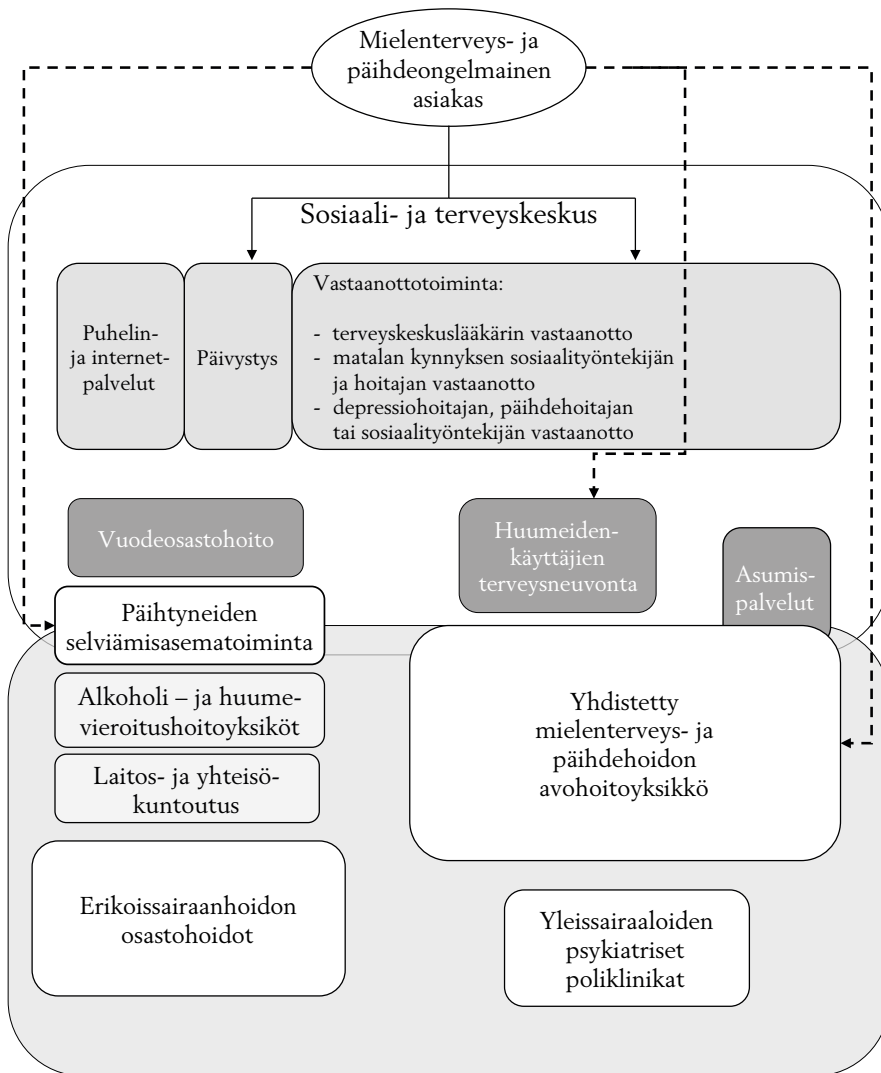 Mielenterveys- ja
päihdeongelmainen
asiakas
Sosiaali- ja terveyskeskus
Puhelin-
ja internet-
palvelut
Päivystys
Vastaanottotoiminta:
- terveyskeskuslääkärin vastaanotto
- matalan kynnyksen sosiaalityöntekijän
ja hoitajan vastaanotto
- depressiohoitajan, päihdehoitajan
tai sosiaalityöntekijän vastaanotto
Vuodeosastohoito
Huumeiden-
käyttäjien
terveysneuvonta
Asumis-
palvelut
Päihtyneiden
selviämisasematoiminta
Alkoholi – ja huume-
vieroitushoitoyksiköt
Laitos- ja yhteisö-
kuntoutus
Yhdistetty
mielenterveys- ja
päihdehoidon
avohoitoyksikkö
Erikoissairaanhoidon
osastohoidot
Yleissairaaloiden
psykiatriset
poliklinikat